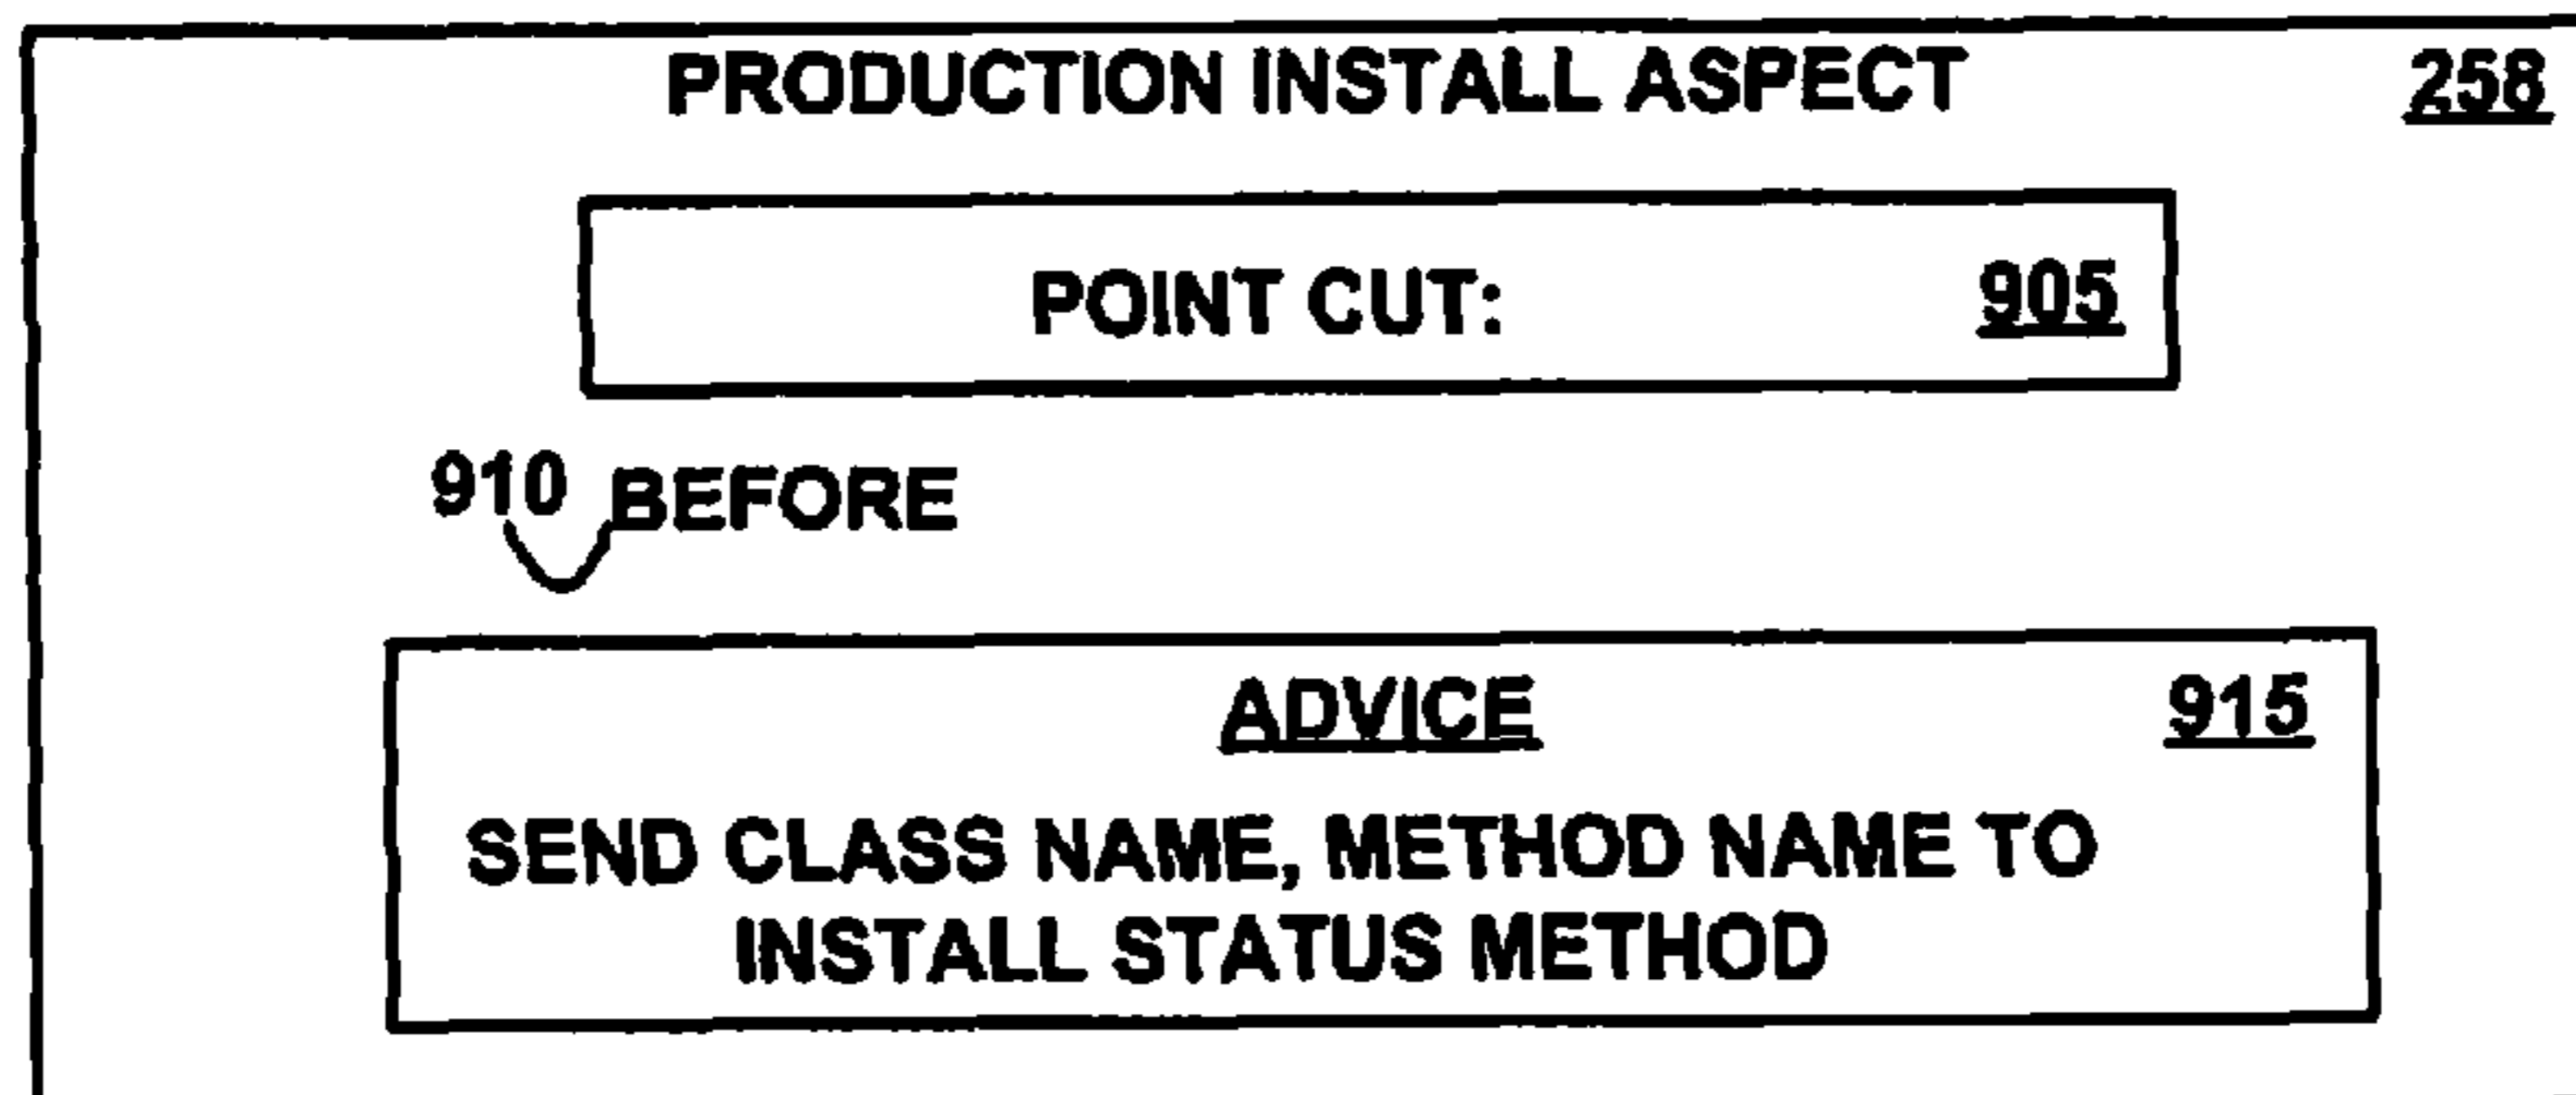 PRODUCTION INSTALL ASPECT 258
POINT CUT: 905
910 BEFORE
ADVICE 915
SEND CLASS NAME, METHOD NAME TO
INSTALL STATUS METHOD